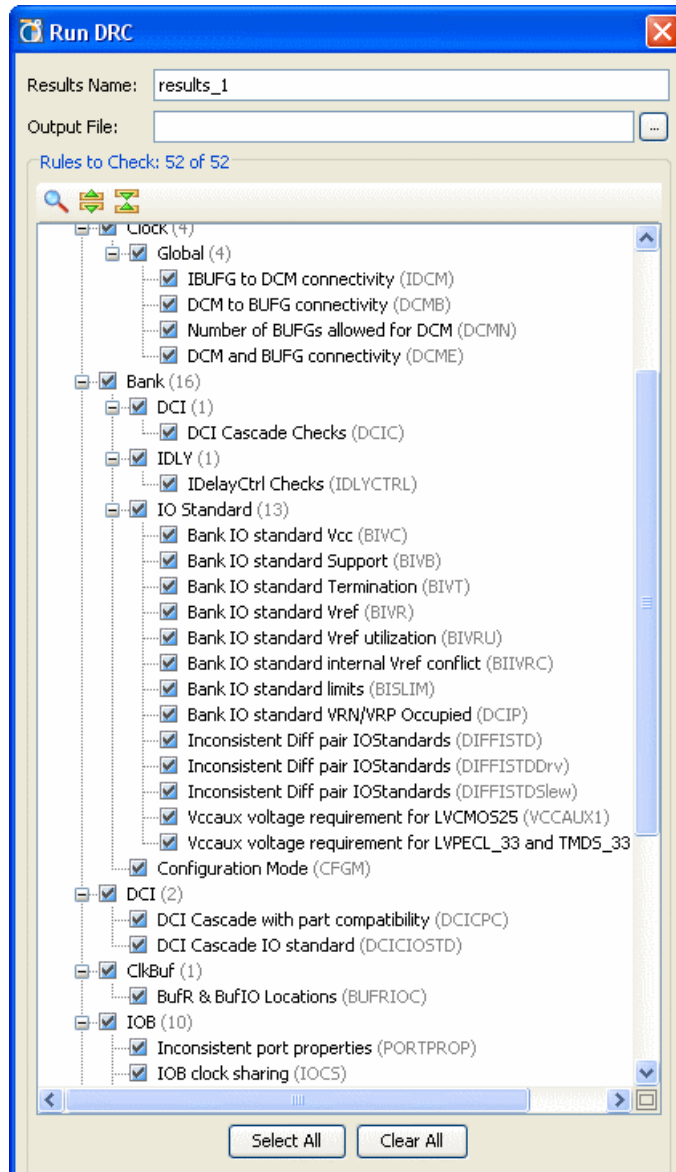 Run DRC
Results Name: results_1
Output File: ...
Rules to Check: 52 of 52
Clock (4)
Global (4)
IBUFG to DCM connectivity (IDCM)
DCM to BUFG connectivity (DCMB)
Number of BUFGs allowed for DCM (DCMN)
DCM and BUFG connectivity (DCME)
Bank (16)
DCI (1)
DCI Cascade Checks (DCIC)
IDLY (1)
IDelayCtrl Checks (IDLYCTRL)
IO Standard (13)
Bank IO standard Vcc (BIVC)
Bank IO standard Support (BIVB)
Bank IO standard Termination (BIVT)
Bank IO standard Vref (BIVR)
Bank IO standard Vref utilization (BIVRU)
Bank IO standard internal Vref conflict (BIIVRC)
Bank IO standard limits (BISLIM)
Bank IO standard VRN/VRP Occupied (DCIP)
Inconsistent Diff pair IOStandards (DIFFISTD)
Inconsistent Diff pair IOStandards (DIFFISTDDrv)
Inconsistent Diff pair IOStandards (DIFFISTDSlew)
Vccaux voltage requirement for LVCMOS25 (VCCAUX1)
Vccaux voltage requirement for LVPECL_33 and TMDS_33
Configuration Mode (CFGM)
DCI (2)
DCI Cascade with part compatibility (DCICPC)
DCI Cascade IO standard (DCICIOSTD)
ClkBuf (1)
BufR & BufIO Locations (BUFRIOC)
IOB (10)
Inconsistent port properties (PORTPROP)
IOB clock sharing (IOCS)
Select All Clear All